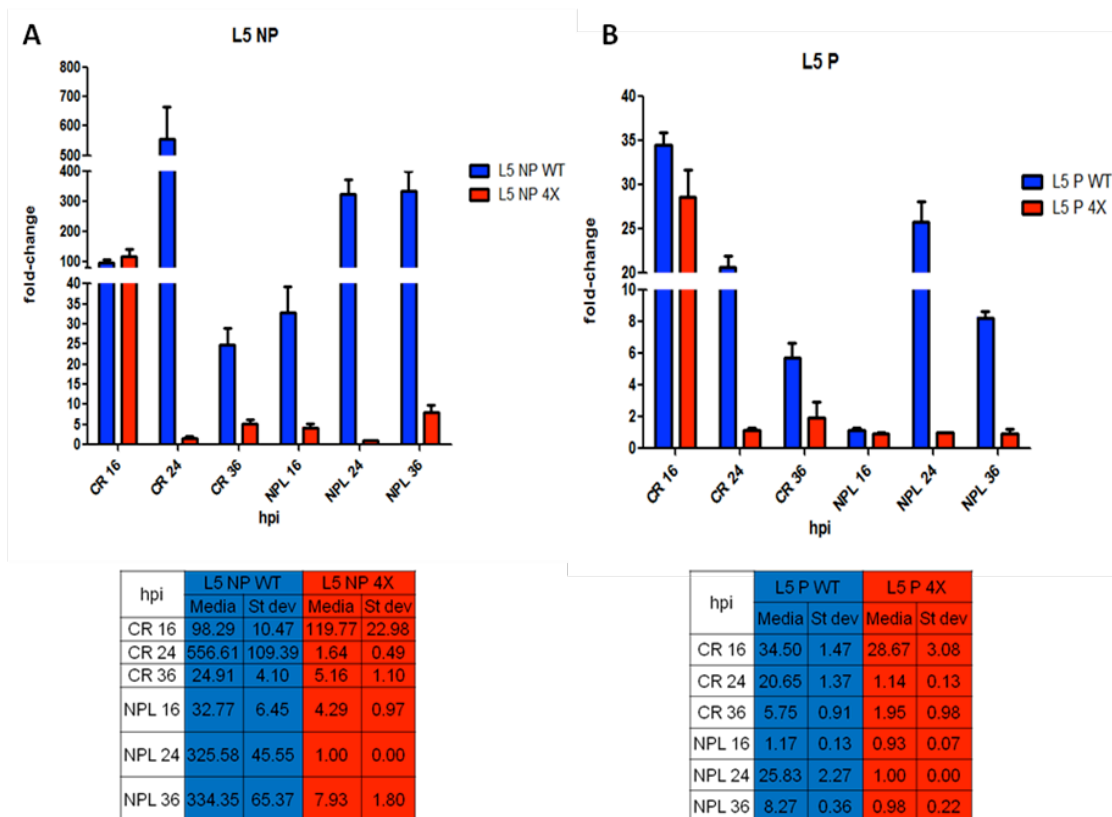 A
L5 NP
800
700
600
500
400
300
200
100
40
35
30
25
20
15
10
5
0
fold-change
CR 16
CR 24
CR 36
NPL 16
NPL 24
NPL 36
hpi
L5 NP WT
L5 NP 4X
B
L5 P
40
35
30
25
20
10
8
6
4
2
0
fold-change
CR 16
CR 24
CR 36
NPL 16
NPL 24
NPL 36
hpi
L5 P WT
L5 P 4X
hpi L5 NP WT L5 NP 4X
Media St dev Media St dev
CR 16 98.29 10.47 119.77 22.98
CR 24 556.61 109.39 1.64 0.49
CR 36 24.91 4.10 5.16 1.10
NPL 16 32.77 6.45 4.29 0.97
NPL 24 325.58 45.55 1.00 0.00
NPL 36 334.35 65.37 7.93 1.80
hpi L5 P WT L5 P 4X
Media St dev Media St dev
CR 16 34.50 1.47 28.67 3.08
CR 24 20.65 1.37 1.14 0.13
CR 36 5.75 0.91 1.95 0.98
NPL 16 1.17 0.13 0.93 0.07
NPL 24 25.83 2.27 1.00 0.00
NPL 36 8.27 0.36 0.98 0.22